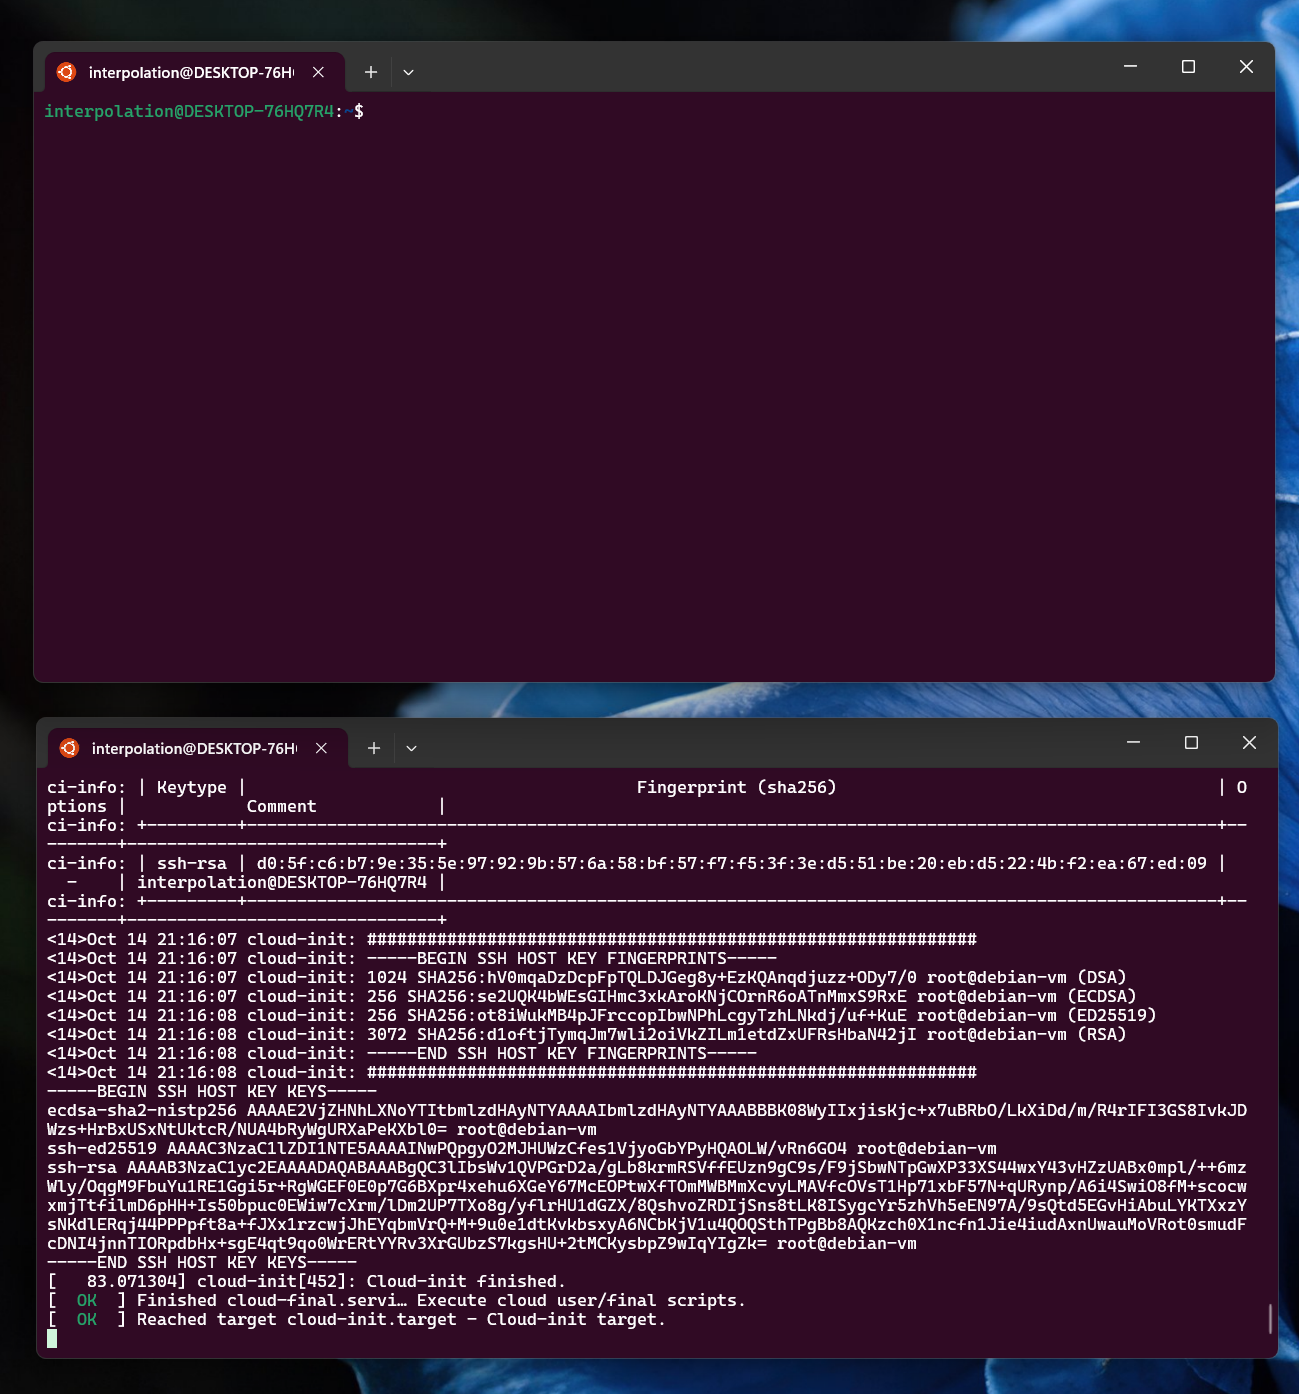 interpolation@DESKTOP-76H
interpolation@DESKTOP-76HQ7R4:~$
interpolation@DESKTOP-76H
ci-info: | Keytype |                                       Fingerprint (sha256)                                      | O
ptions |            Comment            |
ci-info: +---------+-------------------------------------------------------------------------------------------------+--
-------+-------------------------------+
ci-info: | ssh-rsa | d0:5f:c6:b7:9e:35:5e:97:92:9b:57:6a:58:bf:57:f7:f5:3f:3e:d5:51:be:20:eb:d5:22:4b:f2:ea:67:ed:09 |
  -    | interpolation@DESKTOP-76HQ7R4 |
ci-info: +---------+-------------------------------------------------------------------------------------------------+--
-------+-------------------------------+
<14>Oct 14 21:16:07 cloud-init: #############################################################
<14>Oct 14 21:16:07 cloud-init: -----BEGIN SSH HOST KEY FINGERPRINTS-----
<14>Oct 14 21:16:07 cloud-init: 1024 SHA256:hV0mqaDzDcpFpTQLDJGeg8y+EzKQAnqdjuzz+ODy7/0 root@debian-vm (DSA)
<14>Oct 14 21:16:07 cloud-init: 256 SHA256:se2UQK4bWEsGIHmc3xkAroKNjCOrnR6oATnMmxS9RxE root@debian-vm (ECDSA)
<14>Oct 14 21:16:08 cloud-init: 256 SHA256:ot8iWukMB4pJFrccopIbwNPhLcgyTzhLNkdj/uf+KuE root@debian-vm (ED25519)
<14>Oct 14 21:16:08 cloud-init: 3072 SHA256:d1oftjTymqJm7wli2oiVkZILm1etdZxUFRsHbaN42jI root@debian-vm (RSA)
<14>Oct 14 21:16:08 cloud-init: -----END SSH HOST KEY FINGERPRINTS-----
<14>Oct 14 21:16:08 cloud-init: #############################################################
-----BEGIN SSH HOST KEY KEYS-----
ecdsa-sha2-nistp256 AAAAE2VjZHNhLXNoYTItbmlzdHAyNTYAAAAIbmlzdHAyNTYAAABBBK08WyIIxjisKjc+x7uBRbO/LkXiDd/m/R4rIFI3GS8IvkJD
Wzs+HrBxUSxNtUktcR/NUA4bRyWgURXaPeKXbl0= root@debian-vm
ssh-ed25519 AAAAC3NzaC1lZDI1NTE5AAAAINwPQpgyO2MJHUWzCfes1VjyoGbYPyHQAOLW/vRn6GO4 root@debian-vm
ssh-rsa AAAAB3NzaC1yc2EAAAADAQABAAABgQC3lIbsWv1QVPGrD2a/gLb8krmRSVffEUzn9gC9s/F9jSbwNTpGwXP33XS44wxY43vHZzUABx0mpl/++6mz
Wly/OqgM9FbuYu1RE1Ggi5r+RgWGEF0E0p7G6BXpr4xehu6XGeY67McEOPtwXfTOmMWBMmXcvyLMAVfcOVsT1Hp71xbF57N+qURynp/A6i4SwiO8fM+scocw
xmjTtfilmD6pHH+Is50bpuc0EWiw7cXrm/lDm2UP7TXo8g/yflrHU1dGZX/8QshvoZRDIjSns8tLK8ISygcYr5zhVh5eEN97A/9sQtd5EGvHiAbuLYKTXxzY
sNKdlERqj44PPPpft8a+fJXx1rzcwjJhEYqbmVrQ+M+9u0e1dtKvkbsxyA6NCbKjV1u4QOQSthTPgBb8AQKzch0X1ncfn1Jie4iudAxnUwauMoVRot0smudF
cDNI4jnnTIORpdbHx+sgE4qt9qo0WrERtYYRv3XrGUbzS7kgsHU+2tMCKysbpZ9wIqYIgZk= root@debian-vm
-----END SSH HOST KEY KEYS-----
[   83.071304] cloud-init[452]: Cloud-init finished.
[  OK  ] Finished cloud-final.servi… Execute cloud user/final scripts.
[  OK  ] Reached target cloud-init.target - Cloud-init target.